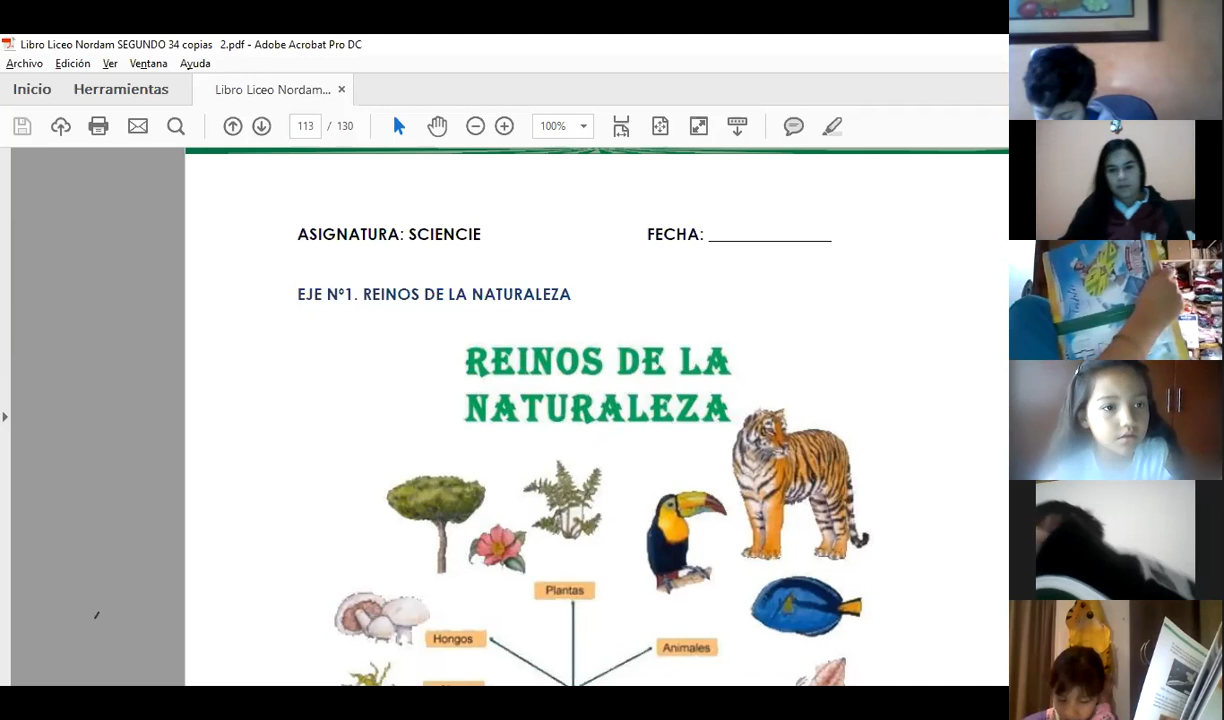 Libro Liceo Nordam SEGUNDO 34 copias 2.pdf - Adobe Acrobat Pro DC
Archivo Edición Ver Ventana Ayuda
Inicio Herramientas Libro Liceo Nordam... ×
113 / 130 100%
ASIGNATURA: SCIENCIE FECHA: ______________
EJE Nº1. REINOS DE LA NATURALEZA
REINOS DE LA
NATURALEZA
Plantas
Hongos
Animales